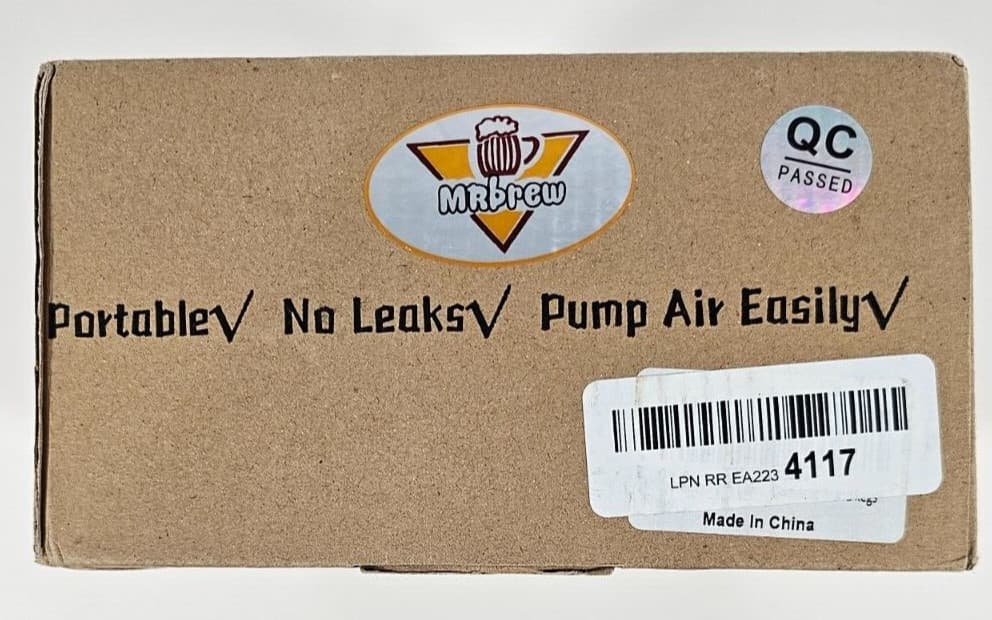 MRbrew
QC
PASSED
Portable√ No Leaks√ Pump Air Easily√
LPN RR EA223 4117
Made In China